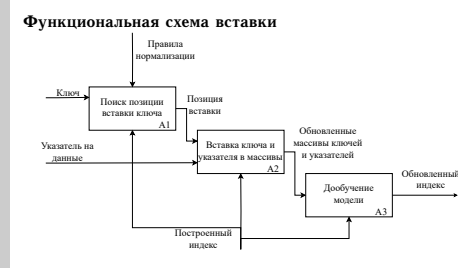 Функциональная схема вставки
Правила
нормализации
Ключ
Поиск позиции
вставки ключа
A1
Позиция
вставки
Указатель на
данные
Вставка ключа и
указателя в массивы
A2
Обновленные
массивы ключей
и указателей
Дообучение
модели
A3
Обновленный
индекс
Построенный
индекс